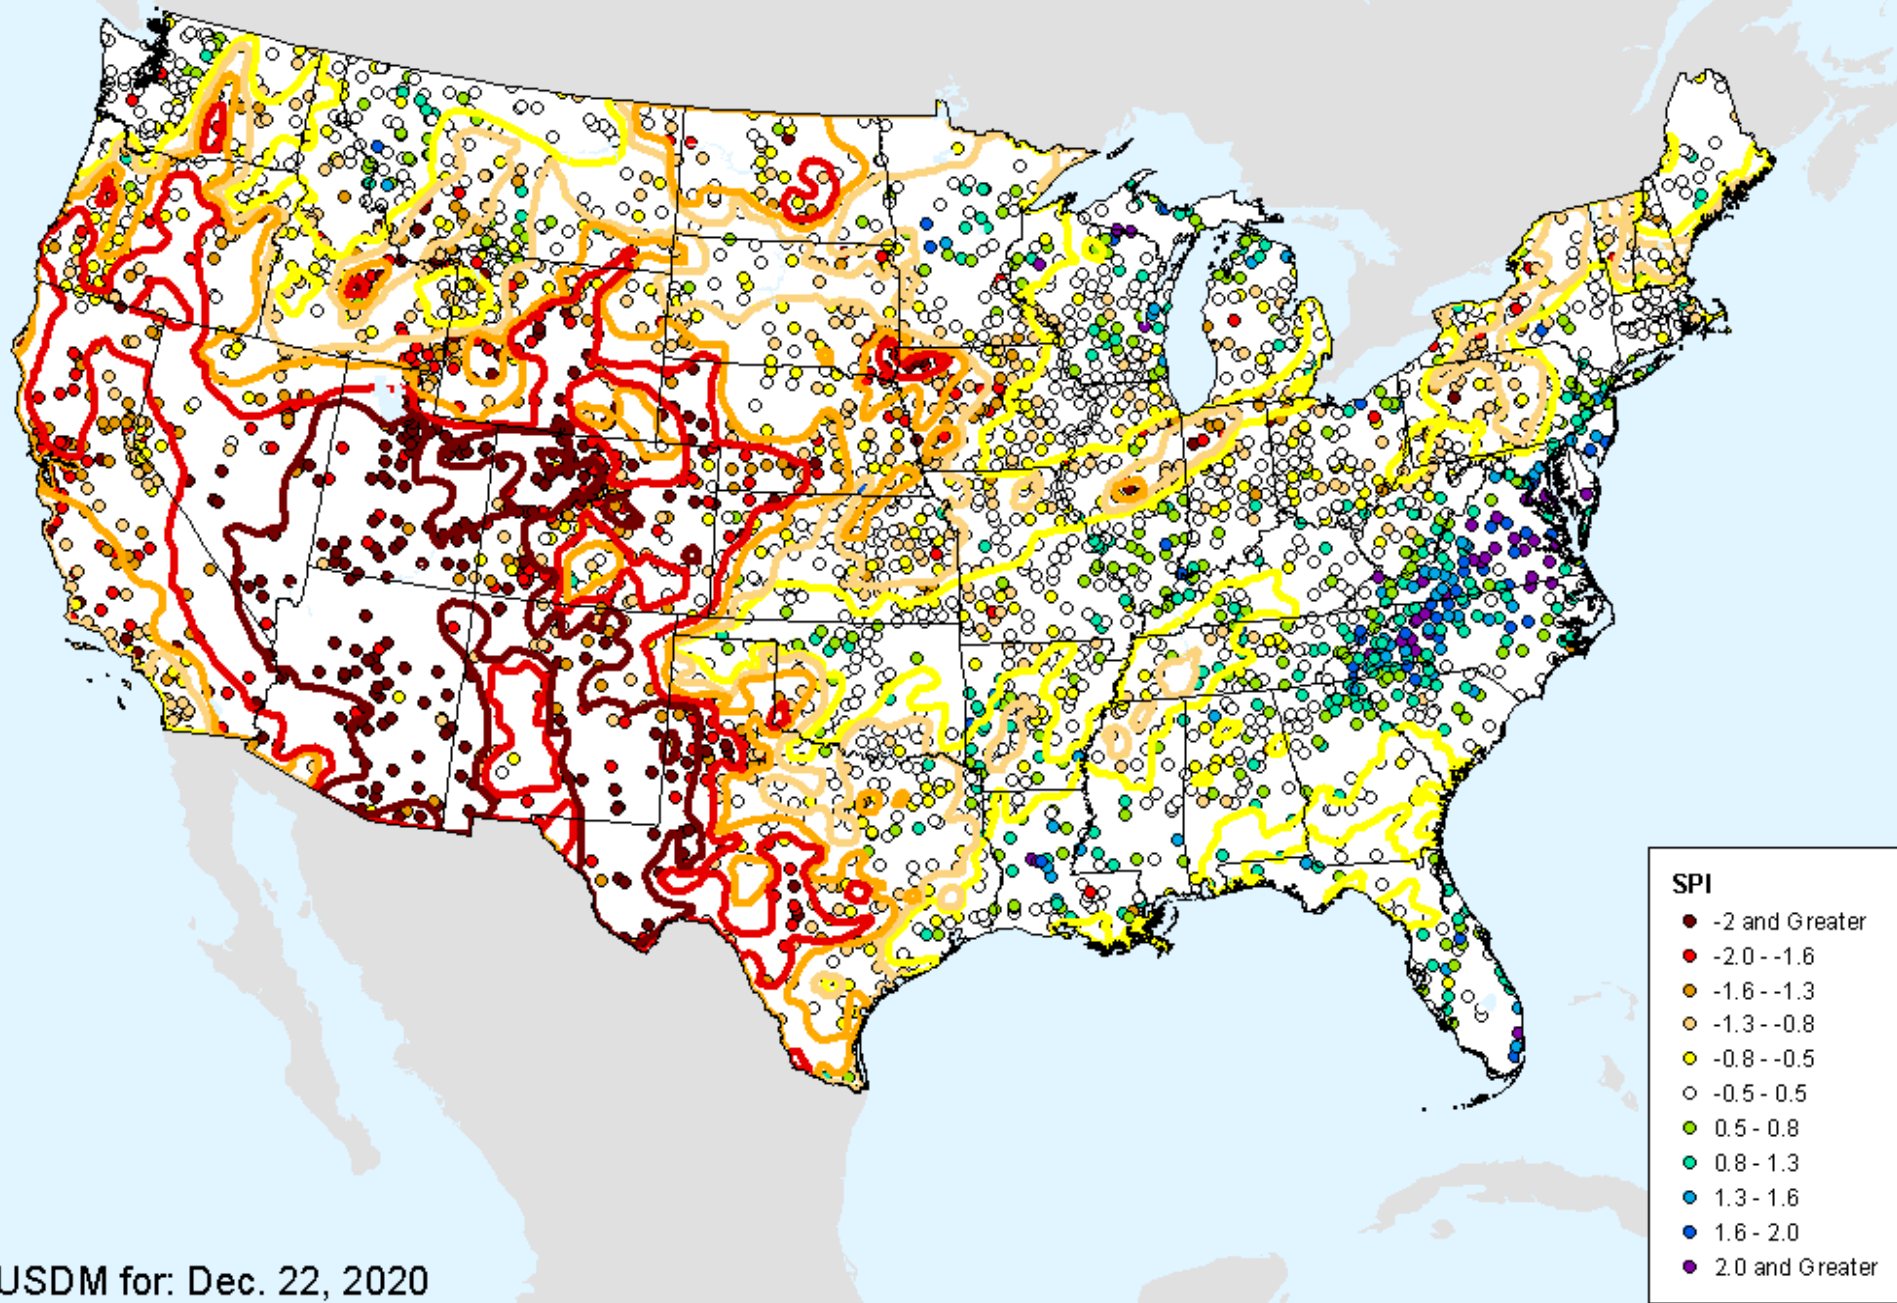 SPI
-2 and Greater
-2.0 - -1.6
-1.6 - -1.3
-1.3 - -0.8
-0.8 - -0.5
-0.5 - 0.5
0.5 - 0.8
0.8 - 1.3
1.3 - 1.6
1.6 - 2.0
2.0 and Greater
USDM for: Dec. 22, 2020